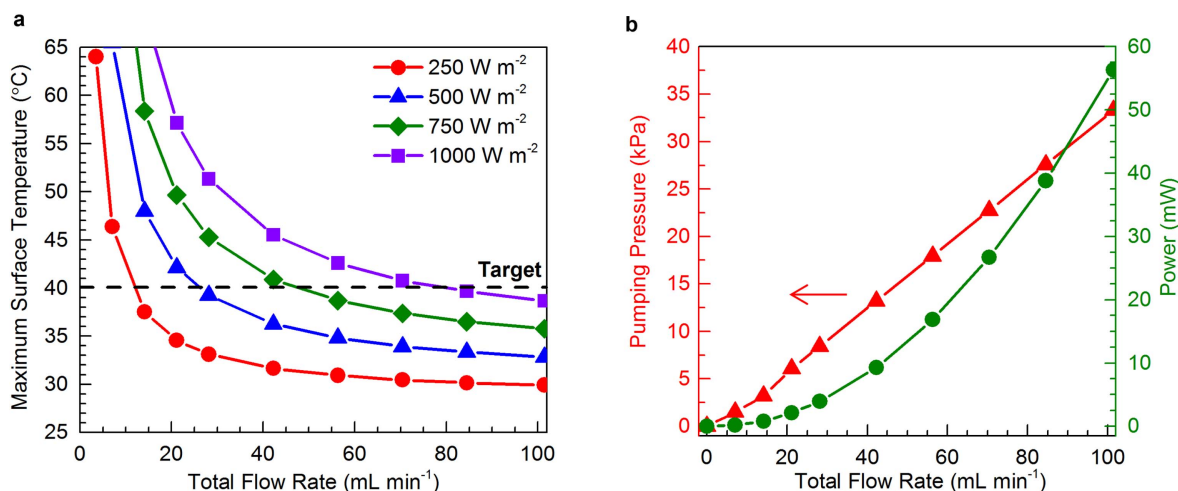 a
Maximum Surface Temperature (°C)
65
60
55
50
45
40
35
30
25
250 W m⁻²
500 W m⁻²
750 W m⁻²
1000 W m⁻²
Target
0 20 40 60 80 100
Total Flow Rate (mL min⁻¹)
b
Pumping Pressure (kPa)
40
35
30
25
20
15
10
5
0
60
50
40
30
20
10
0
Power (mW)
0 20 40 60 80 100
Total Flow Rate (mL min⁻¹)